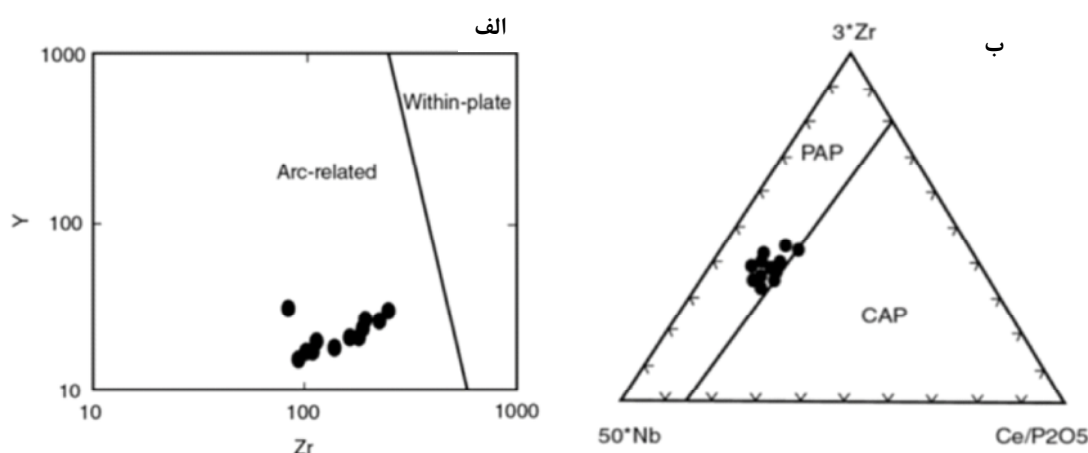 الف
1000
Within-plate
Arc-related
Y
100
10
10
100
1000
Zr
ب
3*Zr
PAP
CAP
50*Nb
Ce/P2O5